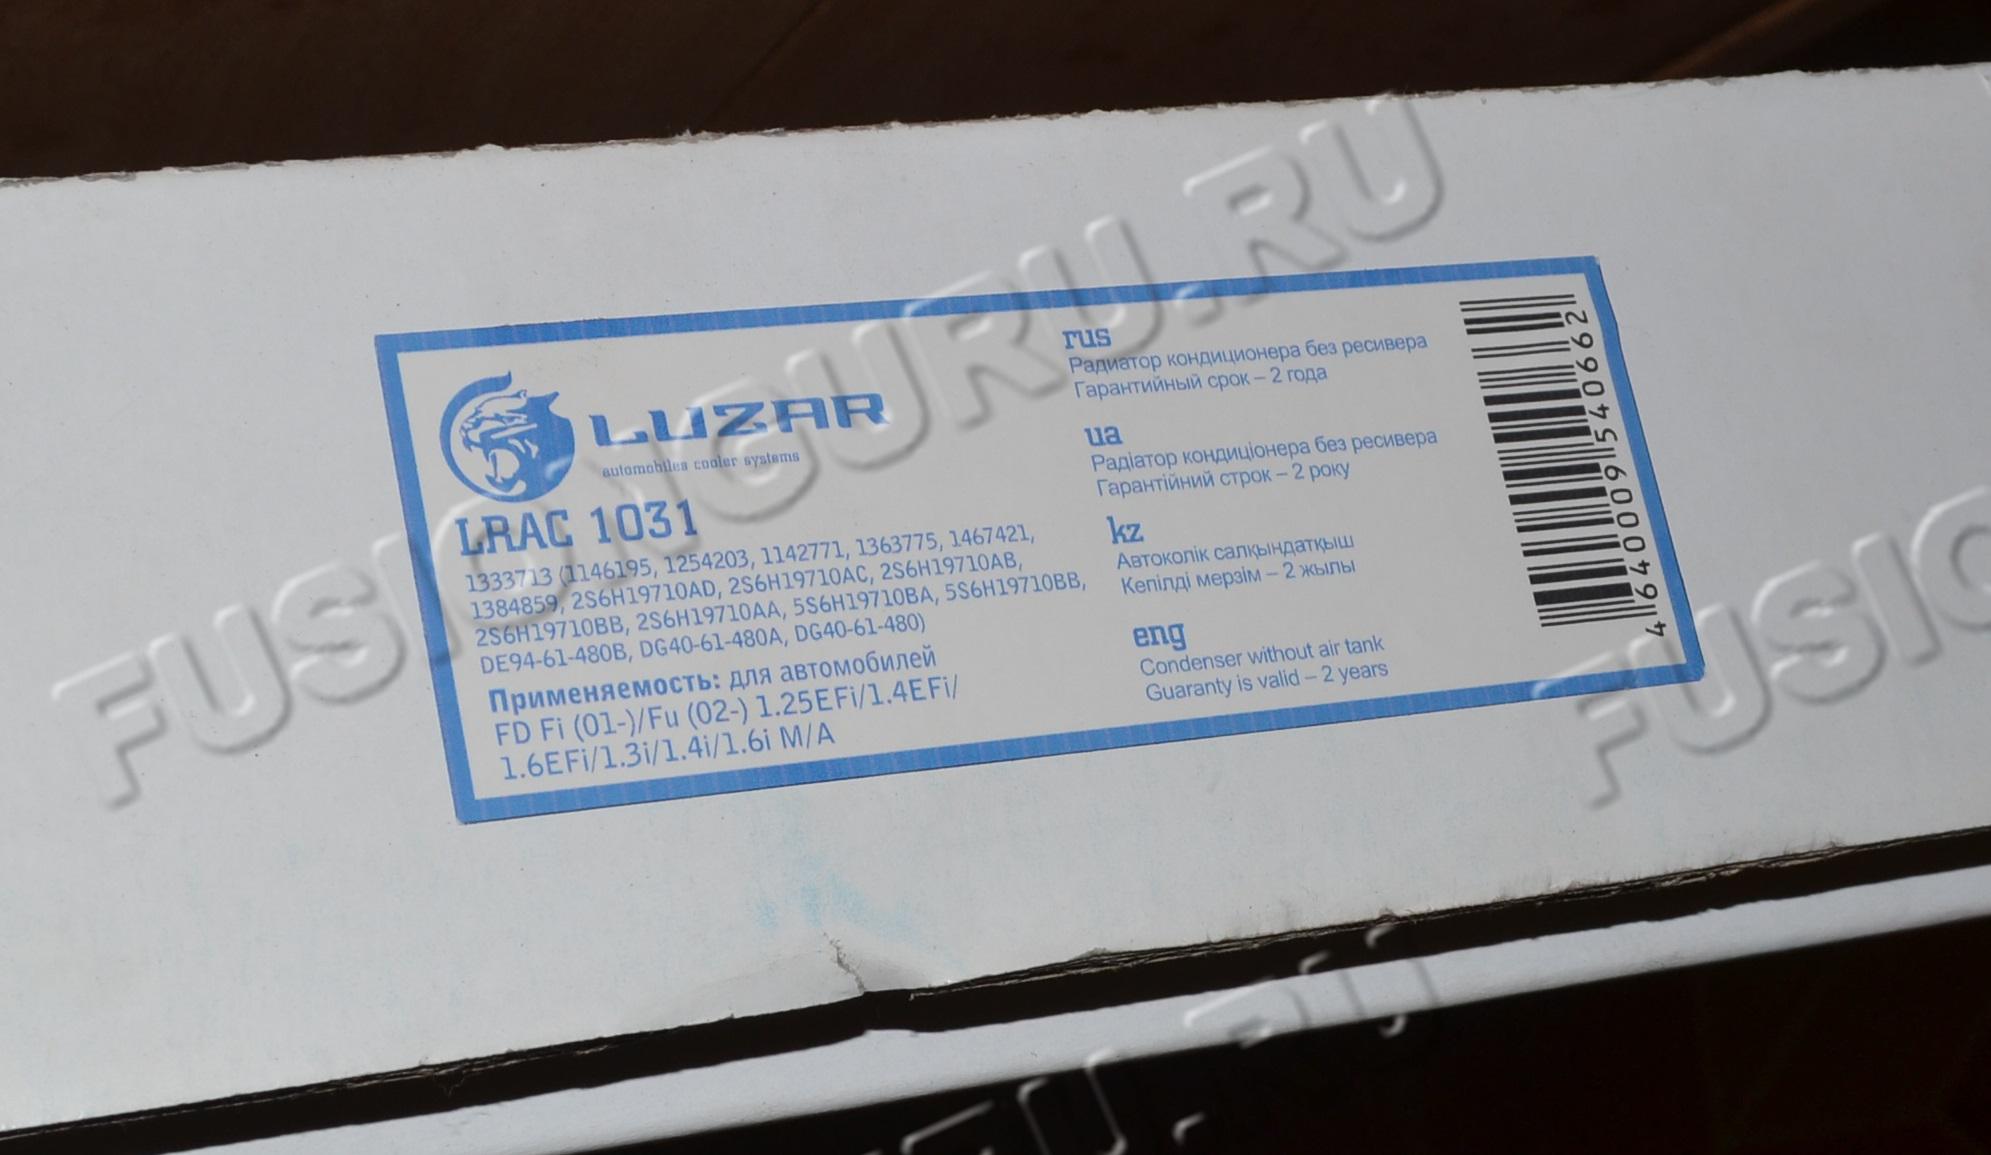 LUZAR
automobiles cooler systems
LRAC 1031
1333713 (1146195, 1254203, 1142771, 1363775, 1467421,
1384859, 2S6H19710AD, 2S6H19710AC, 2S6H19710AB,
2S6H19710BB, 2S6H19710AA, 5S6H19710BA, 5S6H19710BB,
DE94-61-480B, DG40-61-480A, DG40-61-480)
Применяемость: для автомобилей
FD Fi (01-)/Fu (02-) 1.25EFi/1.4EFi/
1.6EFi/1.3i/1.4i/1.6i M/A
rus
Радиатор кондиционера без ресивера
Гарантийный срок – 2 года
ua
Радіатор кондиціонера без ресивера
Гарантійний строк – 2 року
kz
Автокөлік салқындатқыш
Кепілді мерзім – 2 жылы
eng
Condenser without air tank
Guaranty is valid – 2 years
4640009540662
FUSIONGURU.RU